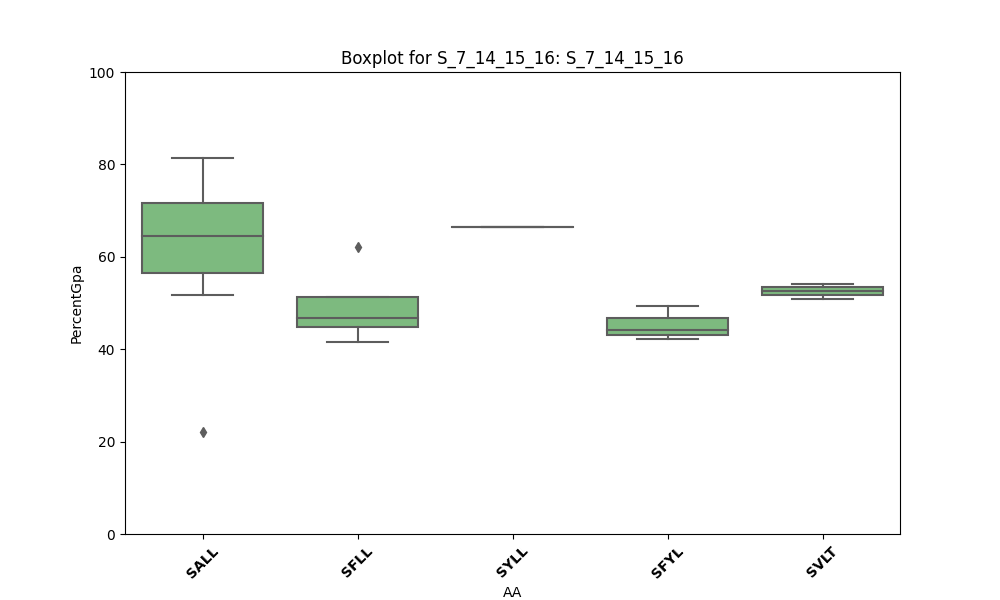 Boxplot for S_7_14_15_16: S_7_14_15_16
100
80
60
40
20
0
PercentGpa
SALL
SFLL
SYLL
SFYL
SVLT
AA